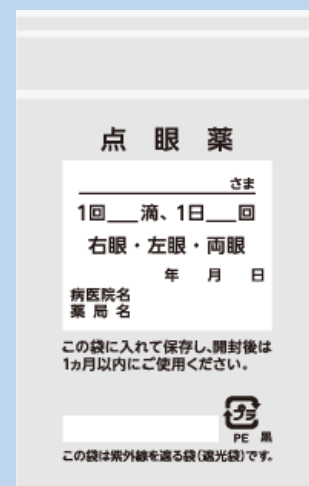 点眼薬
さま
1回___滴、1日___回
右眼・左眼・両眼
年 月 日
病医院名
薬局名
この袋に入れて保存し、開封後は
1ヵ月以内にご使用ください。
プラ
PE 黒
この袋は紫外線を遮る袋(遮光袋)です。